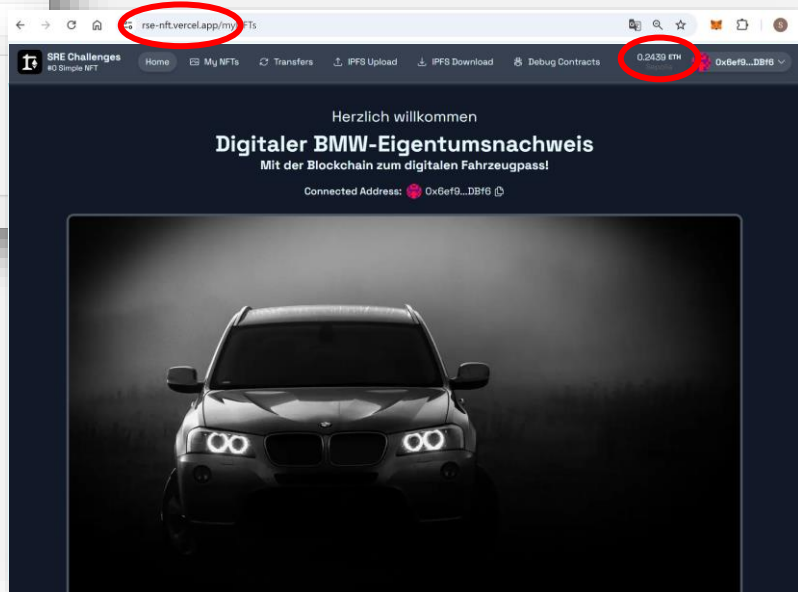 rse-nft.vercel.app/myNFTs
S
SRE Challenges
#0 Simple NFT
Home
My NFTs
Transfers
IPFS Upload
IPFS Download
Debug Contracts
0.2439 ETH
Sepolia
0x6ef9...DBf6
Herzlich willkommen
Digitaler BMW-Eigentumsnachweis
Mit der Blockchain zum digitalen Fahrzeugpass!
Connected Address: 0x6ef9...DBf6